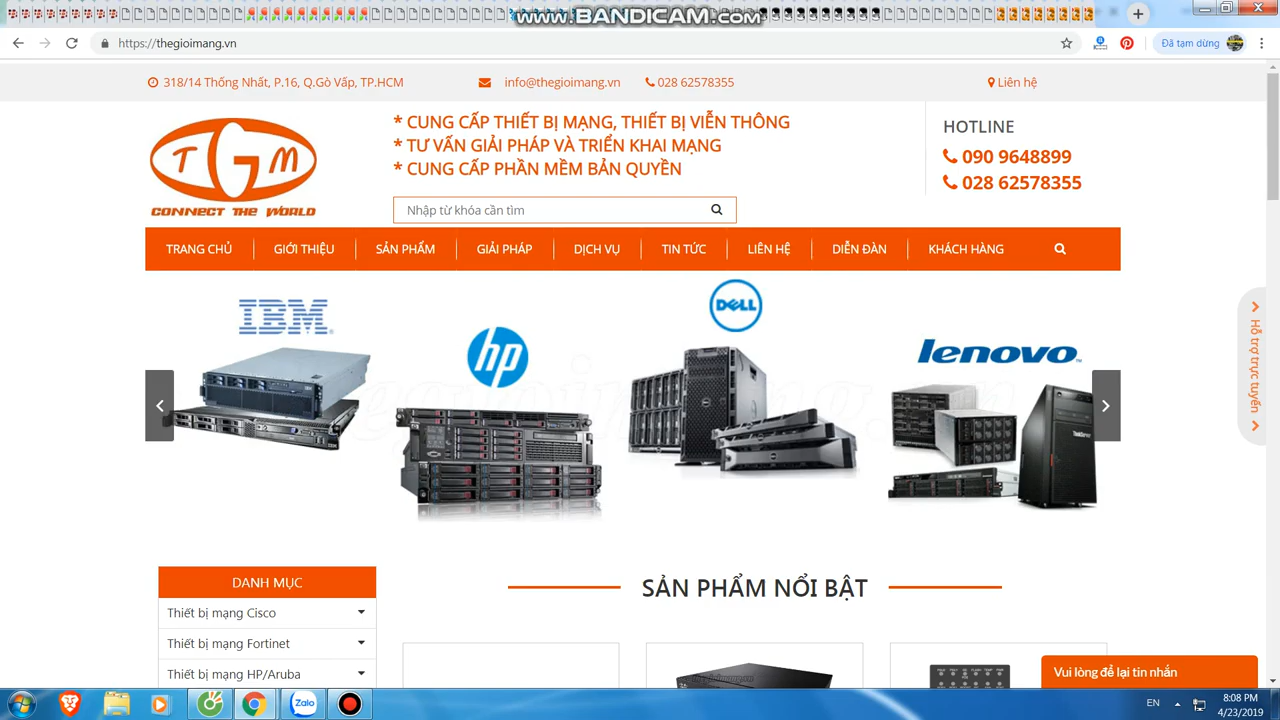 www.BANDICAM.com
https://thegioimang.vn
Đã tạm dừng
318/14 Thống Nhất, P.16, Q.Gò Vấp, TP.HCM
info@thegioimang.vn
028 62578355
Liên hệ
TGM
CONNECT THE WORLD
* CUNG CẤP THIẾT BỊ MẠNG, THIẾT BỊ VIỄN THÔNG
* TƯ VẤN GIẢI PHÁP VÀ TRIỂN KHAI MẠNG
* CUNG CẤP PHẦN MỀM BẢN QUYỀN
Nhập từ khóa cần tìm
HOTLINE
090 9648899
028 62578355
TRANG CHỦ
GIỚI THIỆU
SẢN PHẨM
GIẢI PHÁP
DỊCH VỤ
TIN TỨC
LIÊN HỆ
DIỄN ĐÀN
KHÁCH HÀNG
IBM
hp
DELL
lenovo
Hỗ trợ trực tuyến
DANH MỤC
Thiết bị mạng Cisco
Thiết bị mạng Fortinet
Thiết bị mạng HP/Aruba
SẢN PHẨM NỔI BẬT
Vui lòng để lại tin nhắn
Zalo
EN
8:08 PM
4/23/2019